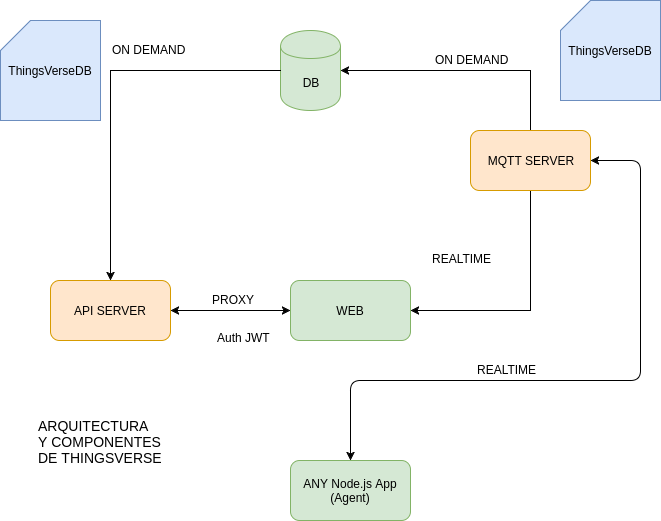 ThingsVerseDB
ON DEMAND
DB
ON DEMAND
ThingsVerseDB
MQTT SERVER
REALTIME
API SERVER
PROXY
WEB
Auth JWT
REALTIME
ARQUITECTURA
Y COMPONENTES
DE THINGSVERSE
ANY Node.js App
(Agent)